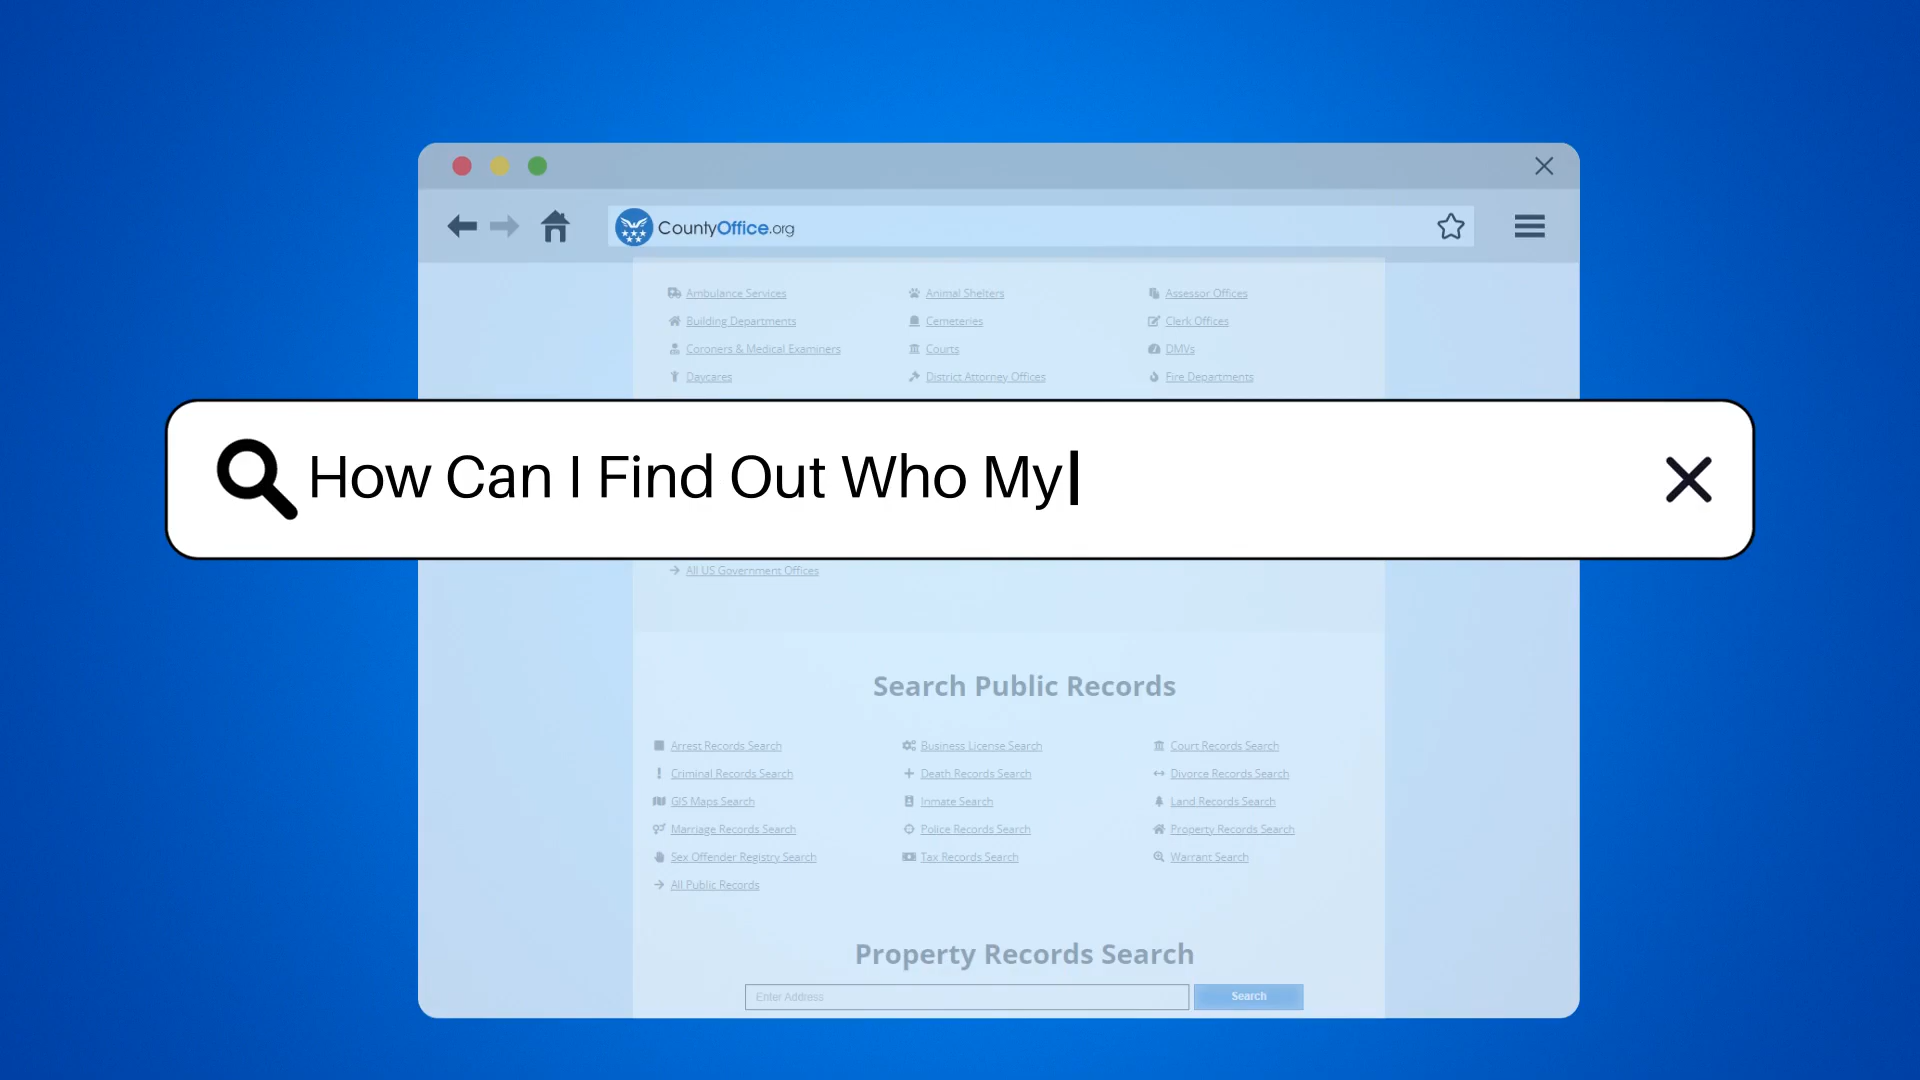 CountyOffice.org
Ambulance Services Animal Shelters Assessor Offices
Building Departments Cemeteries Clerk Offices
Coroners & Medical Examiners Courts DMVs
Daycares District Attorney Offices Fire Departments
How Can I Find Out Who My
All US Government Offices
Search Public Records
Arrest Records Search Business License Search Court Records Search
Criminal Records Search Death Records Search Divorce Records Search
GIS Maps Search Inmate Search Land Records Search
Marriage Records Search Police Records Search Property Records Search
Sex Offender Registry Search Tax Records Search Warrant Search
All Public Records
Property Records Search
Enter Address Search